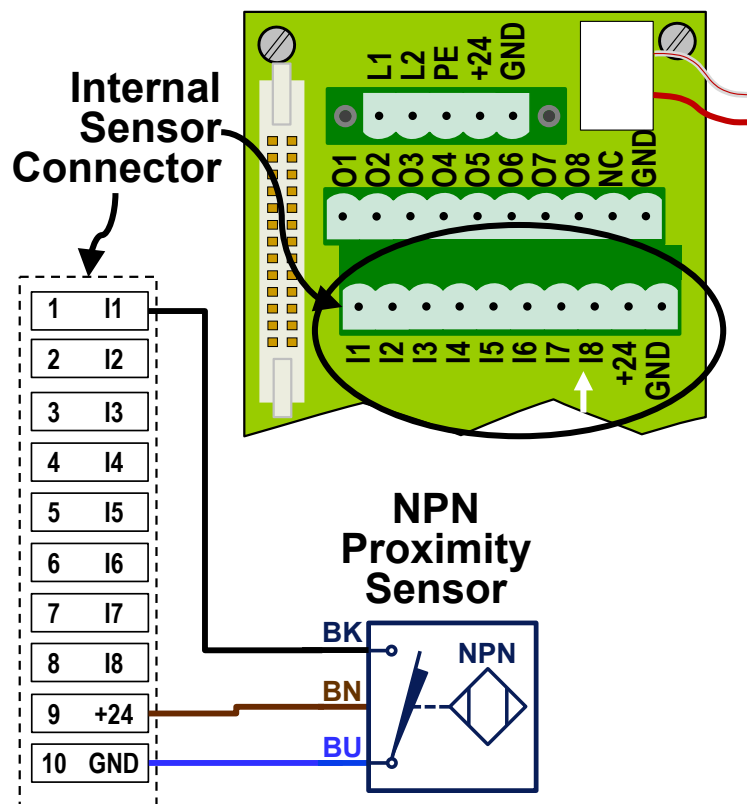 Internal
Sensor
Connector
L1 L2 PE +24 GND
O1 O2 O3 O4 O5 O6 O7 O8 NC GND
I1 I2 I3 I4 I5 I6 I7 I8 +24 GND
1 I1
2 I2
3 I3
4 I4
5 I5
6 I6
7 I7
8 I8
9 +24
10 GND
NPN
Proximity
Sensor
BK
BN
BU
NPN